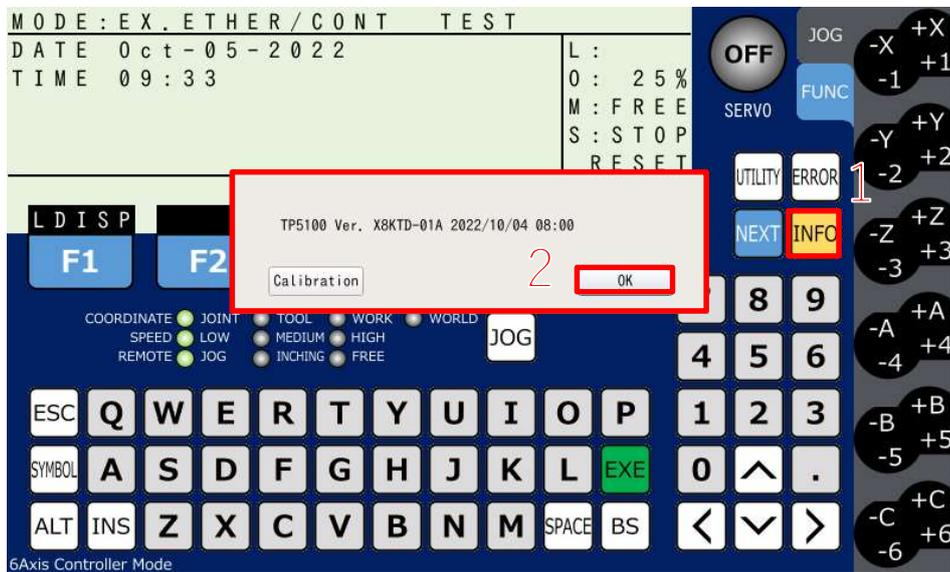 MODE:EX.ETHER/CONT TEST
DATE Oct-05-2022
TIME 09:33
L:
O: 25%
M:FREE
S:STOP
RESET
OFF
SERVO
JOG
FUNC
UTILITY
ERROR
1
NEXT
INFO
TP5100 Ver. X8KTD-01A 2022/10/04 08:00
Calibration
2
OK
LDISP
F1
F2
COORDINATE JOINT TOOL WORK WORLD
SPEED LOW MEDIUM HIGH
REMOTE JOG INCHING FREE
JOG
8 9
4 5 6
ESC Q W E R T Y U I O P 1 2 3
SYMBOL A S D F G H J K L EXE 0 .
ALT INS Z X C V B N M SPACE BS
6Axis Controller Mode
-X +X
-1 +1
-Y +Y
-2 +2
-Z +Z
-3 +3
-A +A
-4 +4
-B +B
-5 +5
-C +C
-6 +6